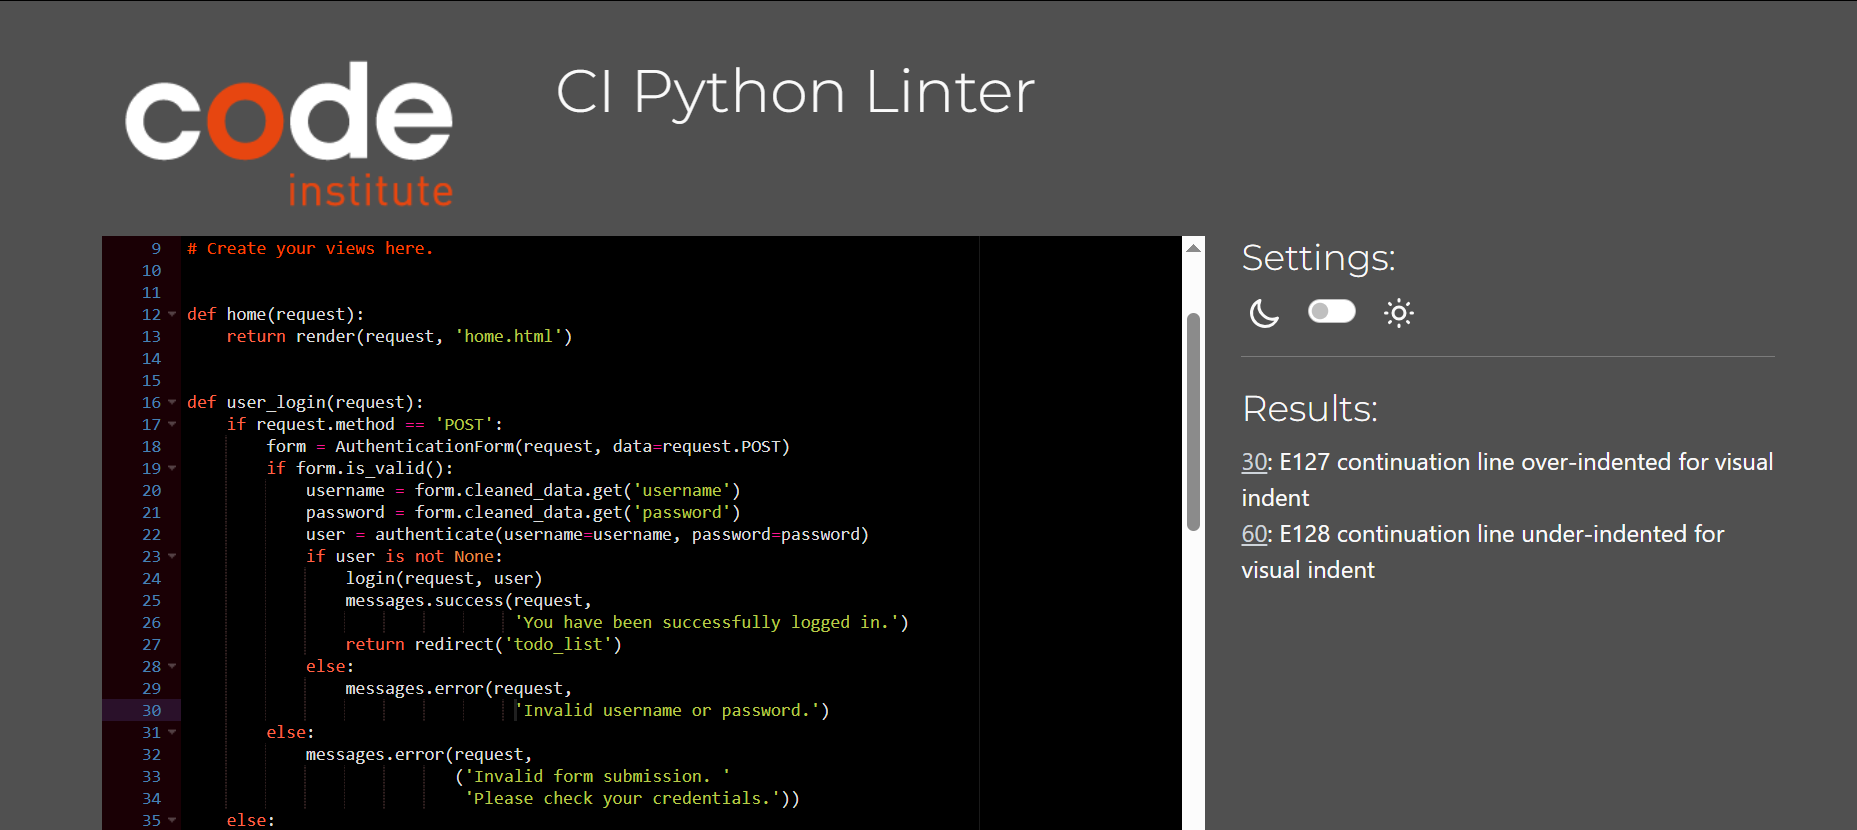 code
institute
CI Python Linter
9 # Create your views here.
10
11
12 def home(request):
13     return render(request, 'home.html')
14
15
16 def user_login(request):
17     if request.method == 'POST':
18         form = AuthenticationForm(request, data=request.POST)
19         if form.is_valid():
20             username = form.cleaned_data.get('username')
21             password = form.cleaned_data.get('password')
22             user = authenticate(username=username, password=password)
23             if user is not None:
24                 login(request, user)
25                 messages.success(request,
26                                  'You have been successfully logged in.')
27                 return redirect('todo_list')
28             else:
29                 messages.error(request,
30                                  'Invalid username or password.')
31         else:
32             messages.error(request,
33                            ('Invalid form submission. '
34                             'Please check your credentials.'))
35     else:
Settings:
Results:
30: E127 continuation line over-indented for visual
indent
60: E128 continuation line under-indented for
visual indent